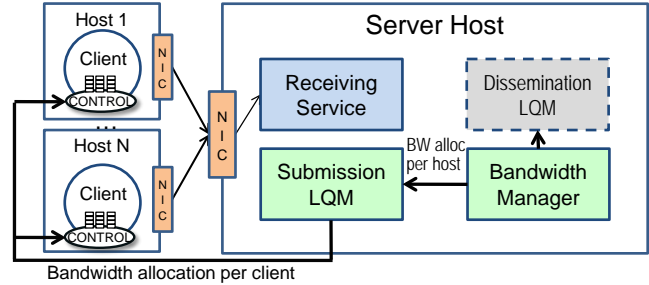 Host 1
Client
CONTROL
NIC
...
Host N
Client
CONTROL
NIC
Server Host
NIC
Receiving
Service
Dissemination
LQM
Submission
LQM
BW alloc
per host
Bandwidth
Manager
Bandwidth allocation per client